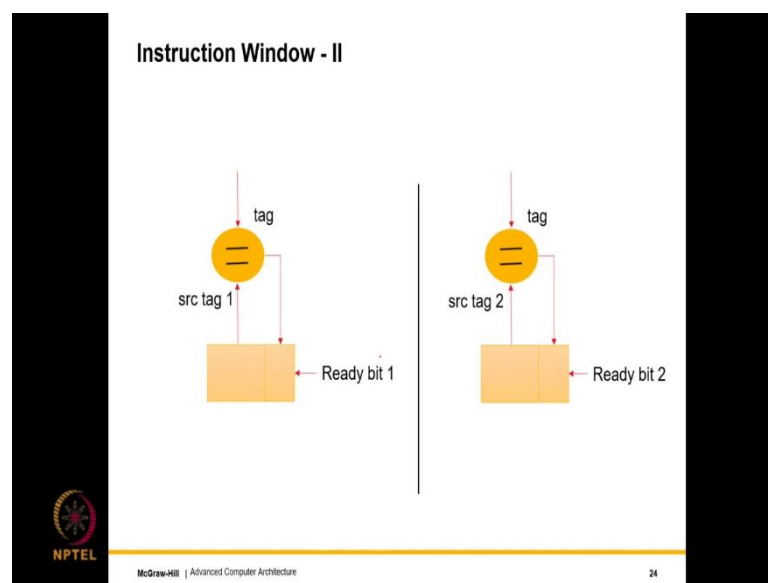 Instruction Window - II
tag
src tag 1
Ready bit 1
tag
src tag 2
Ready bit 2
NPTEL
McGraw-Hill | Advanced Computer Architecture
24